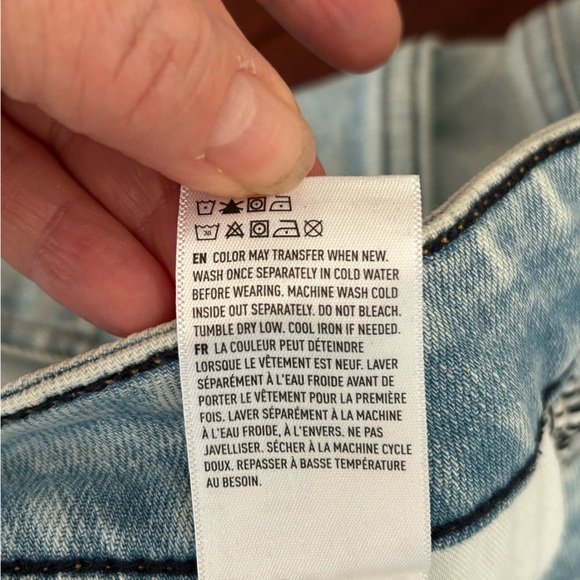 30
EN COLOR MAY TRANSFER WHEN NEW.
WASH ONCE SEPARATELY IN COLD WATER
BEFORE WEARING. MACHINE WASH COLD
INSIDE OUT SEPARATELY. DO NOT BLEACH.
TUMBLE DRY LOW. COOL IRON IF NEEDED.
FR LA COULEUR PEUT DÉTEINDRE
LORSQUE LE VÊTEMENT EST NEUF. LAVER
SÉPARÉMENT À L'EAU FROIDE AVANT DE
PORTER LE VÊTEMENT POUR LA PREMIÈRE
FOIS. LAVER SÉPARÉMENT À LA MACHINE
À L'EAU FROIDE, À L'ENVERS. NE PAS
JAVELLISER. SÉCHER À LA MACHINE CYCLE
DOUX. REPASSER À BASSE TEMPÉRATURE
AU BESOIN.